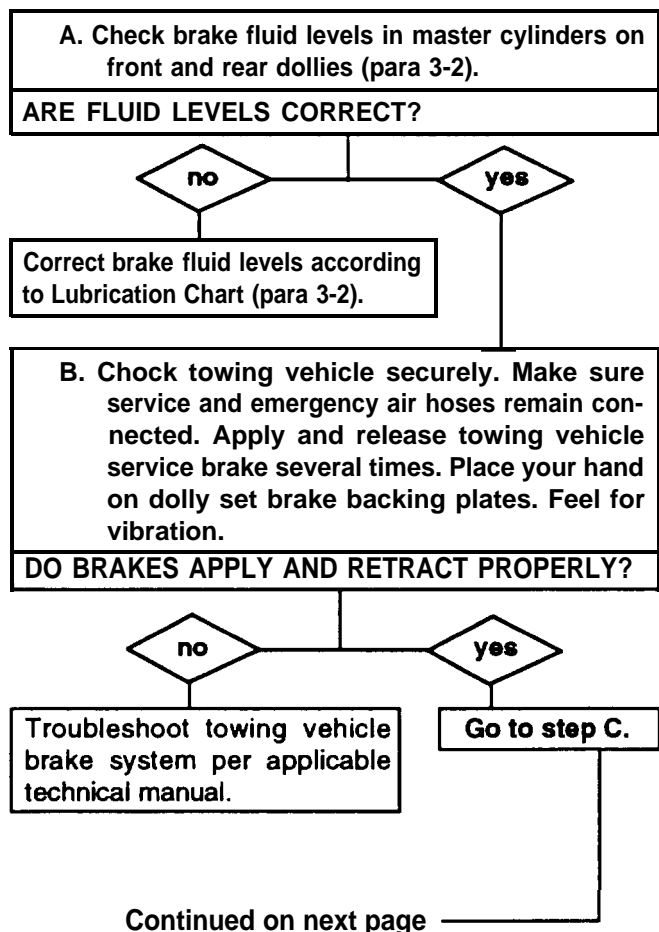 A. Check brake fluid levels in master cylinders on
front and rear dollies (para 3-2).
ARE FLUID LEVELS CORRECT?
no
yes
Correct brake fluid levels according
to Lubrication Chart (para 3-2).
B. Chock towing vehicle securely. Make sure
service and emergency air hoses remain con-
nected. Apply and release towing vehicle
service brake several times. Place your hand
on dolly set brake backing plates. Feel for
vibration.
DO BRAKES APPLY AND RETRACT PROPERLY?
no
yes
Troubleshoot towing vehicle
brake system per applicable
technical manual.
Go to step C.
Continued on next page